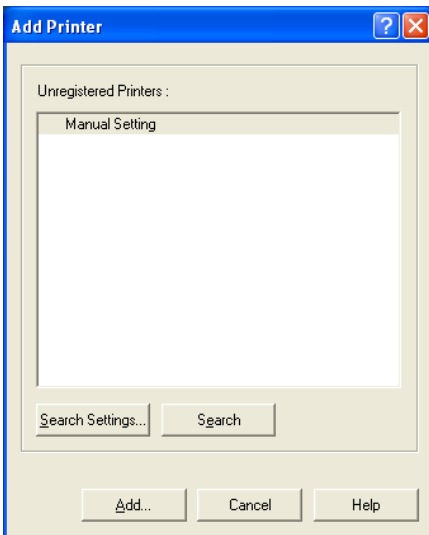 Add Printer
Unregistered Printers :
Manual Setting
Search Settings... Search
Add... Cancel Help